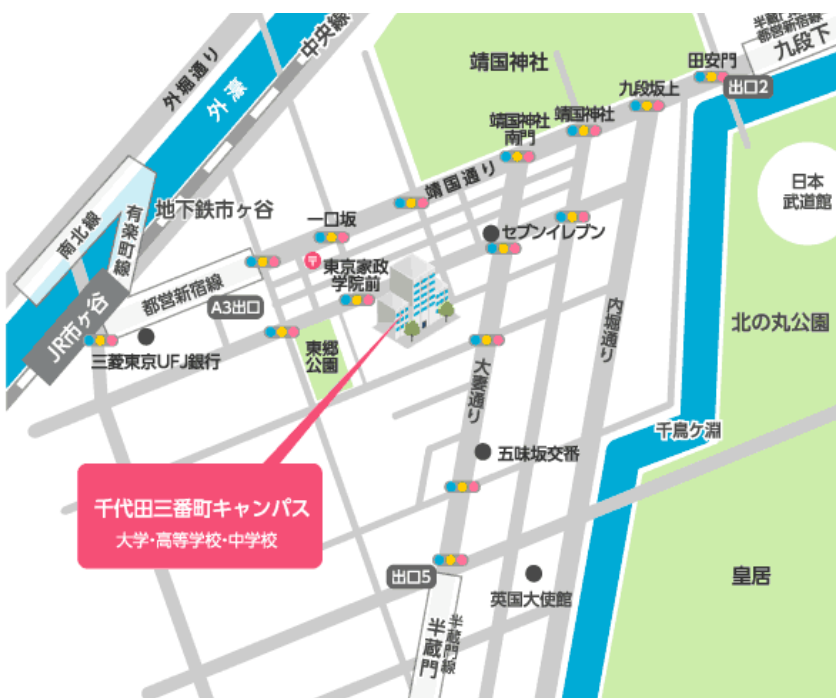 半蔵門線
都営新宿線
九段下
田安門
出口2
中央線
外堀通り
外濠
靖国神社
九段坂上
靖国神社
靖国神社
南門
靖国通り
日本
武道館
南北線
有楽町線
地下鉄市ヶ谷
一口坂
セブンイレブン
東京家政
学院前
都営新宿線
A3出口
JR市ヶ谷
三菱東京UFJ銀行
東郷
公園
内堀通り
北の丸公園
大妻通り
千鳥ケ淵
五味坂交番
千代田三番町キャンパス
大学・高等学校・中学校
出口5
皇居
英国大使館
半蔵門
半蔵門線